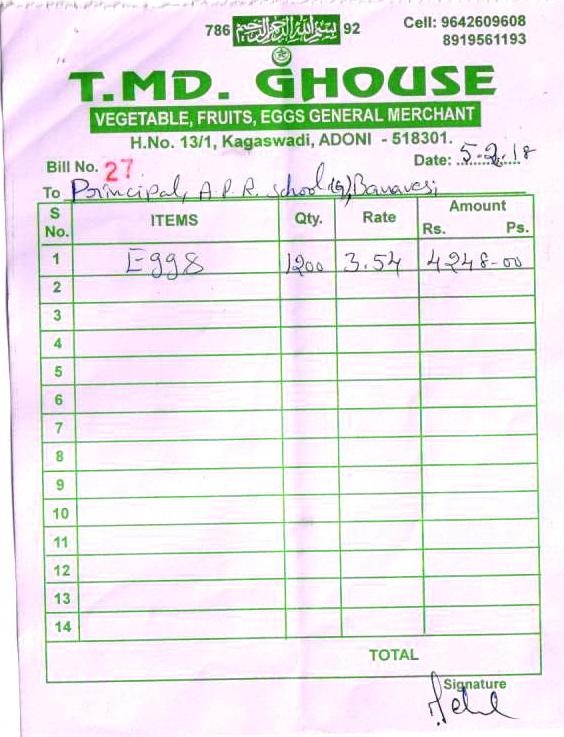 786 بسم الله الرحمن الرحيم 92
Cell: 9642609608
8919561193
T.MD. GHOUSE
VEGETABLE, FRUITS, EGGS GENERAL MERCHANT
H.No. 13/1, Kagaswadi, ADONI - 518301.
Bill No. 27 Date: 5-2-18
To Principal, A.P.R. School (G), Banavasi
S No. ITEMS Qty. Rate Amount
Rs. Ps.
1 Eggs 1200 3.54 4248-00
2
3
4
5
6
7
8
9
10
11
12
13
14
TOTAL
Signature